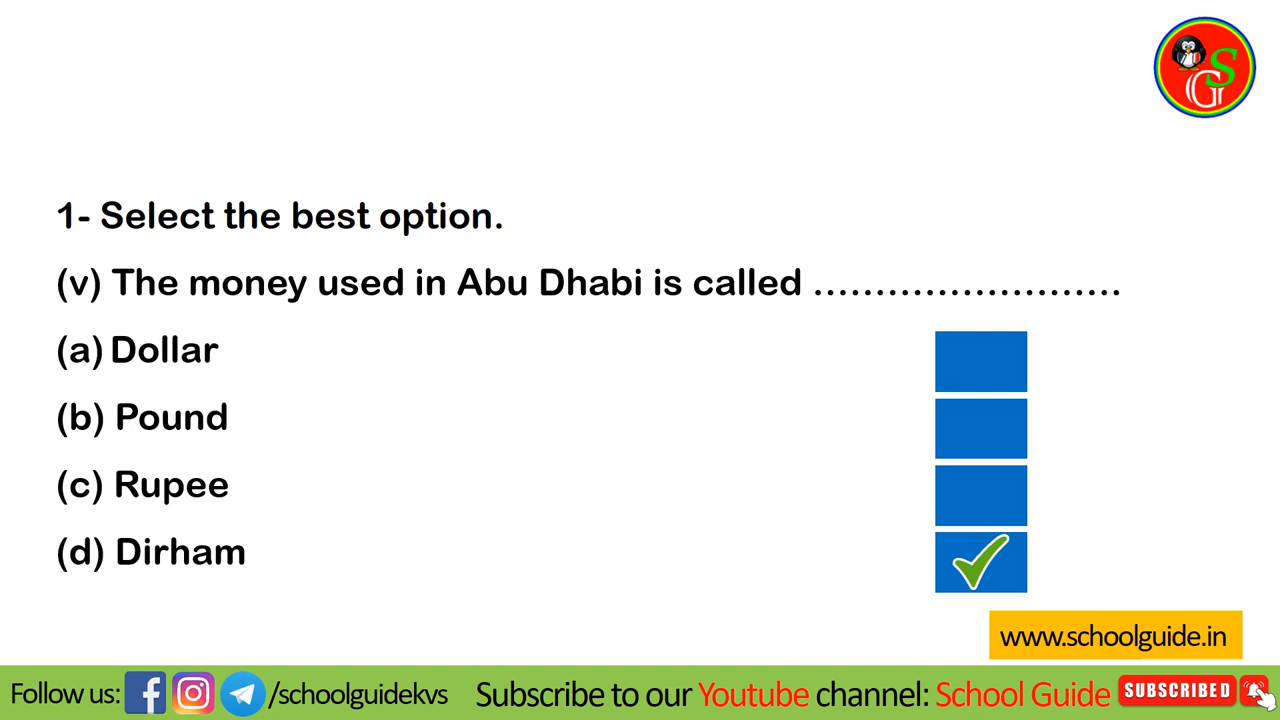 SG
1- Select the best option.
(v) The money used in Abu Dhabi is called .........................
(a) Dollar
(b) Pound
(c) Rupee
(d) Dirham
www.schoolguide.in
Follow us: /schoolguidekvs Subscribe to our Youtube channel: School Guide SUBSCRIBED